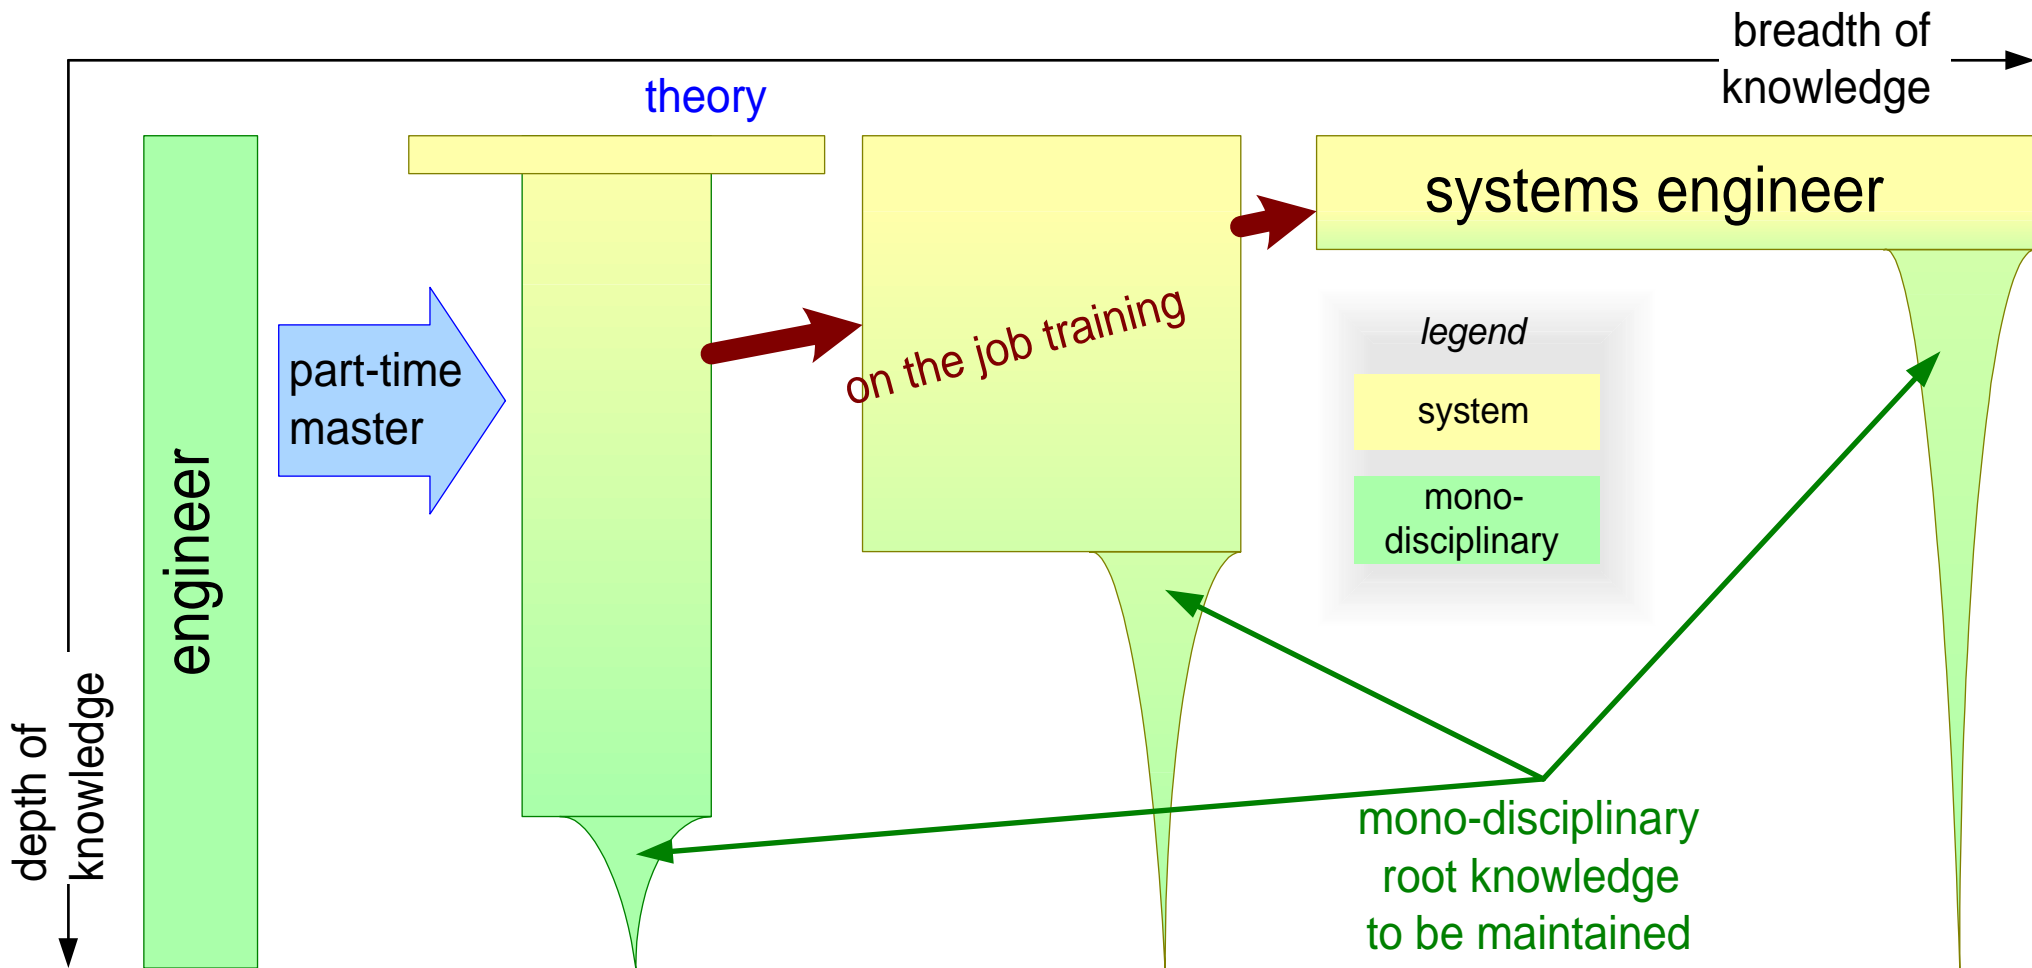 breadth of
knowledge
theory
systems engineer
part-time
master
on the job training
legend
system
mono-
disciplinary
engineer
depth of
knowledge
mono-disciplinary
root knowledge
to be maintained